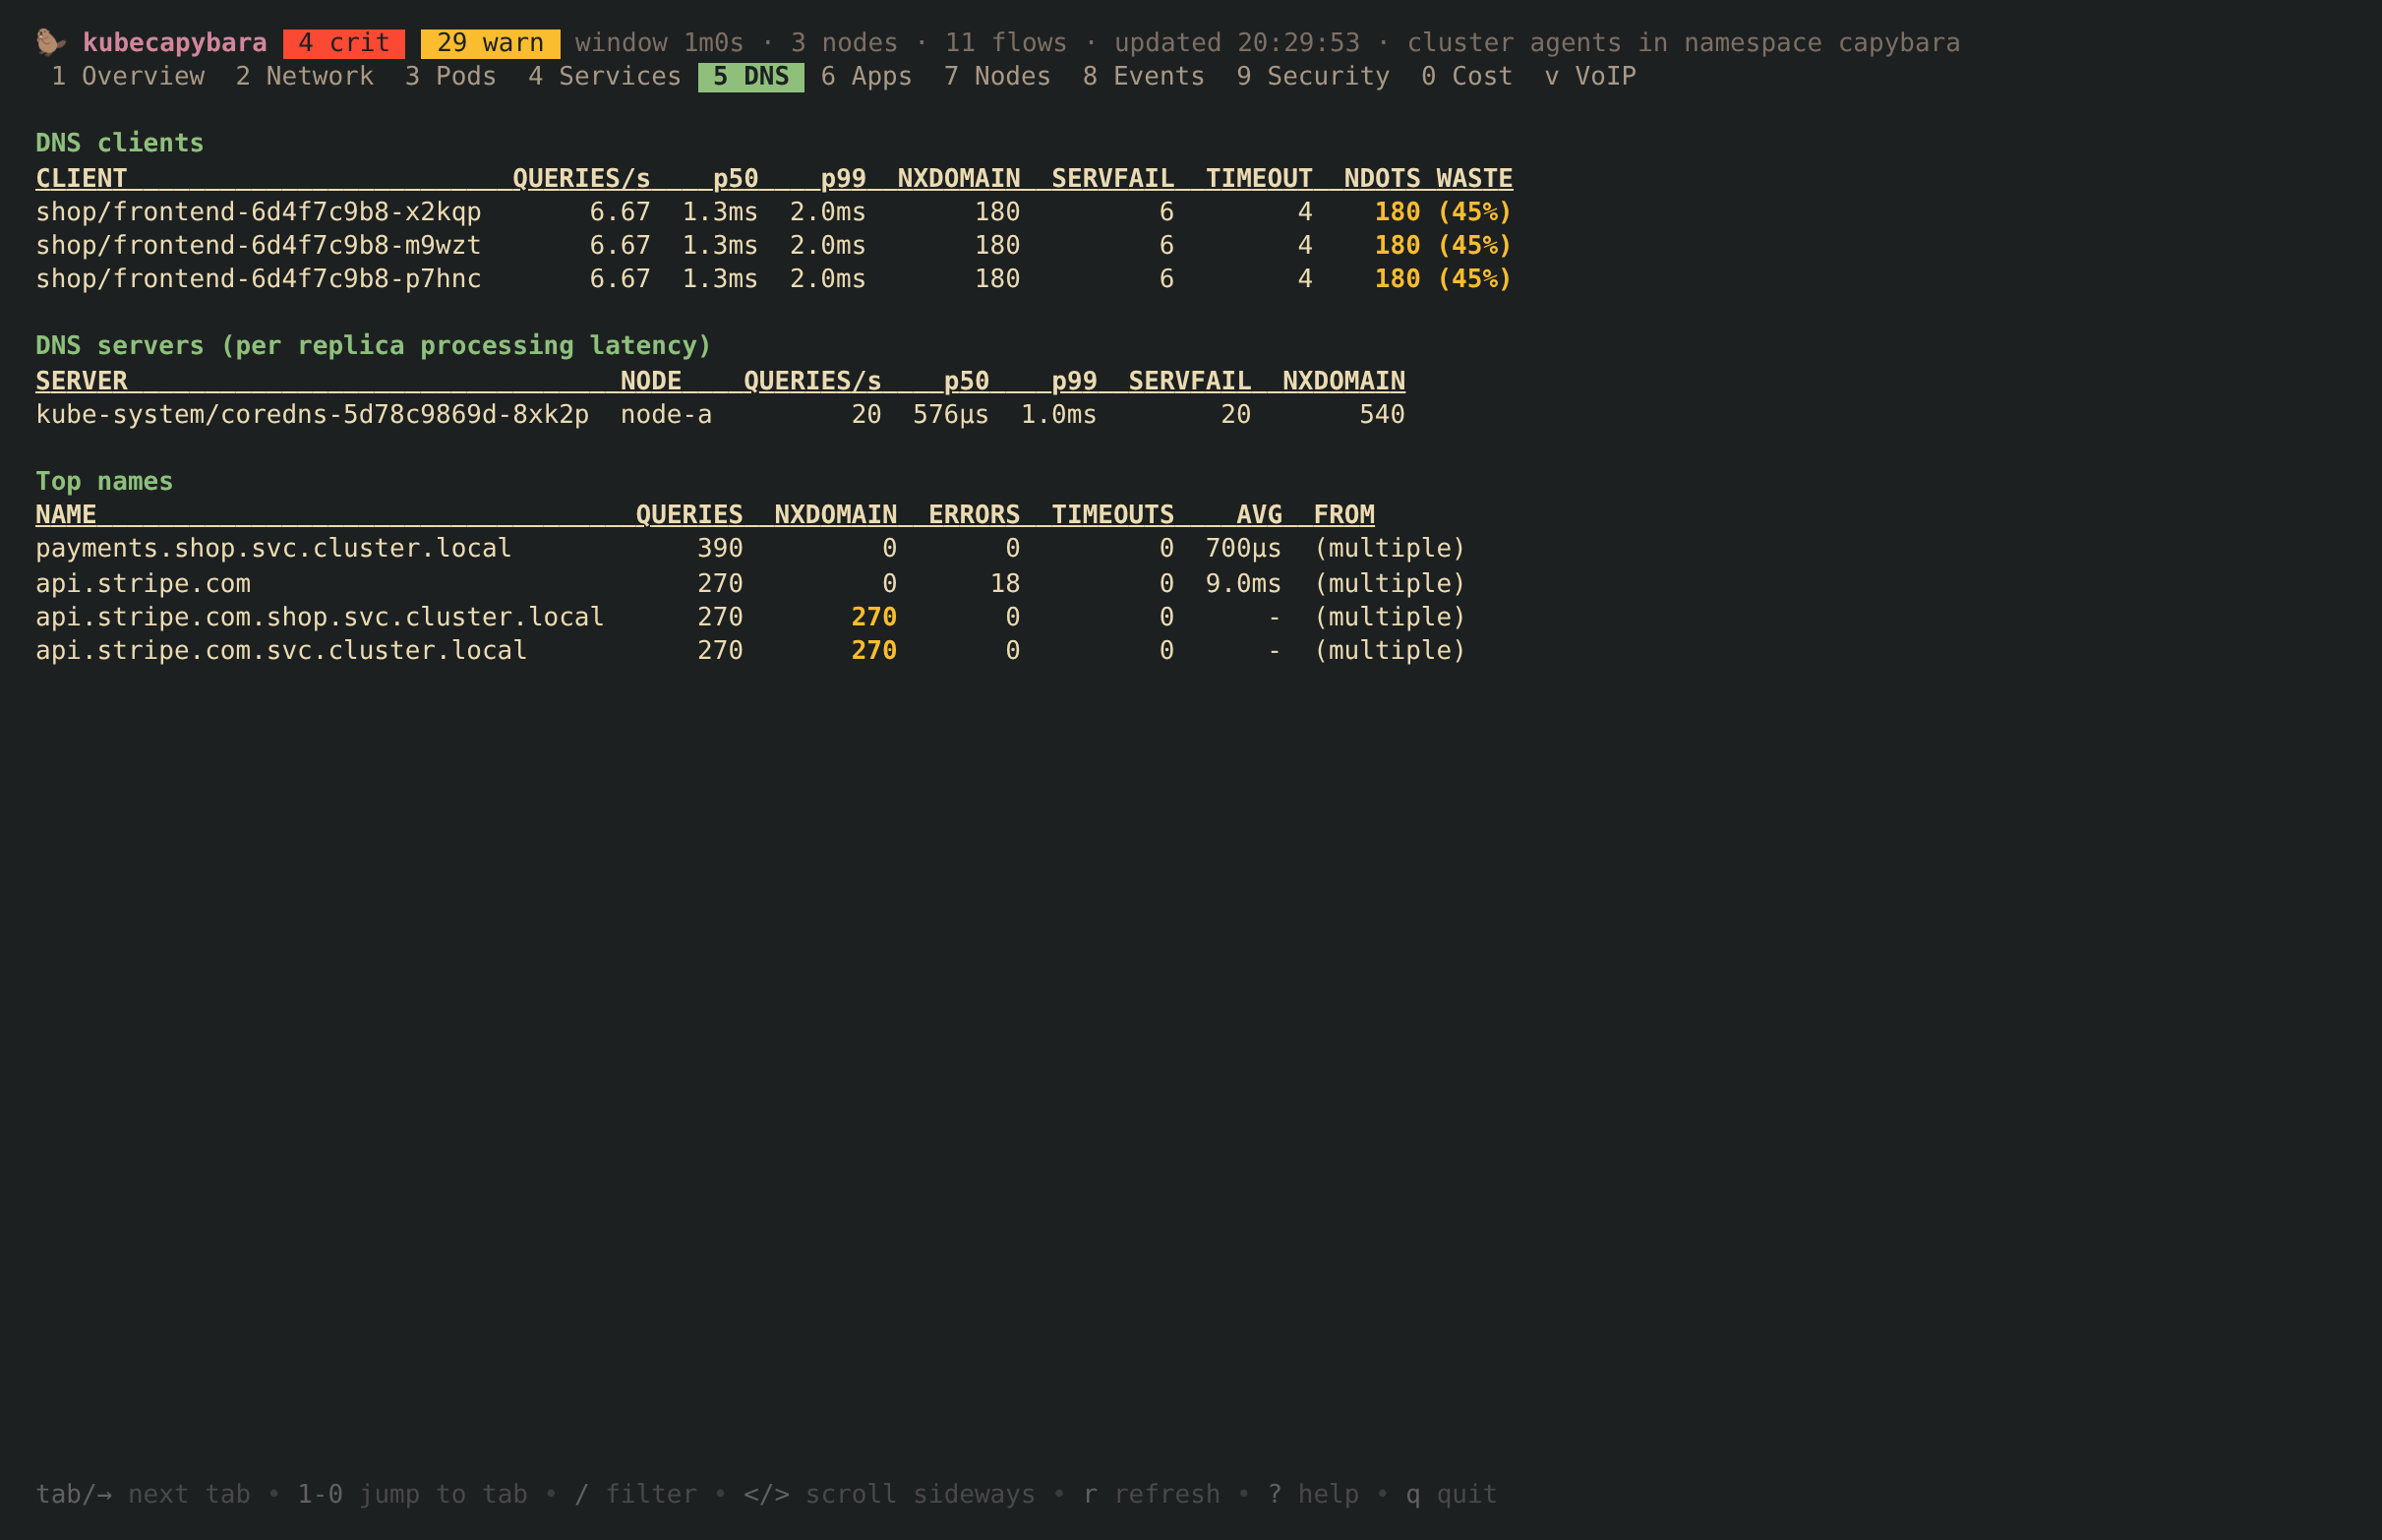 kubecapybara 4 crit 29 warn window 1m0s · 3 nodes · 11 flows · updated 20:29:53 · cluster agents in namespace capybara
1 Overview 2 Network 3 Pods 4 Services 5 DNS 6 Apps 7 Nodes 8 Events 9 Security 0 Cost v VoIP
DNS clients
CLIENT QUERIES/s p50 p99 NXDOMAIN SERVFAIL TIMEOUT NDOTS WASTE
shop/frontend-6d4f7c9b8-x2kqp 6.67 1.3ms 2.0ms 180 6 4 180 (45%)
shop/frontend-6d4f7c9b8-m9wzt 6.67 1.3ms 2.0ms 180 6 4 180 (45%)
shop/frontend-6d4f7c9b8-p7hnc 6.67 1.3ms 2.0ms 180 6 4 180 (45%)
DNS servers (per replica processing latency)
SERVER NODE QUERIES/s p50 p99 SERVFAIL NXDOMAIN
kube-system/coredns-5d78c9869d-8xk2p node-a 20 576µs 1.0ms 20 540
Top names
NAME QUERIES NXDOMAIN ERRORS TIMEOUTS AVG FROM
payments.shop.svc.cluster.local 390 0 0 0 700µs (multiple)
api.stripe.com 270 0 18 0 9.0ms (multiple)
api.stripe.com.shop.svc.cluster.local 270 270 0 0 - (multiple)
api.stripe.com.svc.cluster.local 270 270 0 0 - (multiple)
tab/→ next tab • 1-0 jump to tab • / filter • </> scroll sideways • r refresh • ? help • q quit